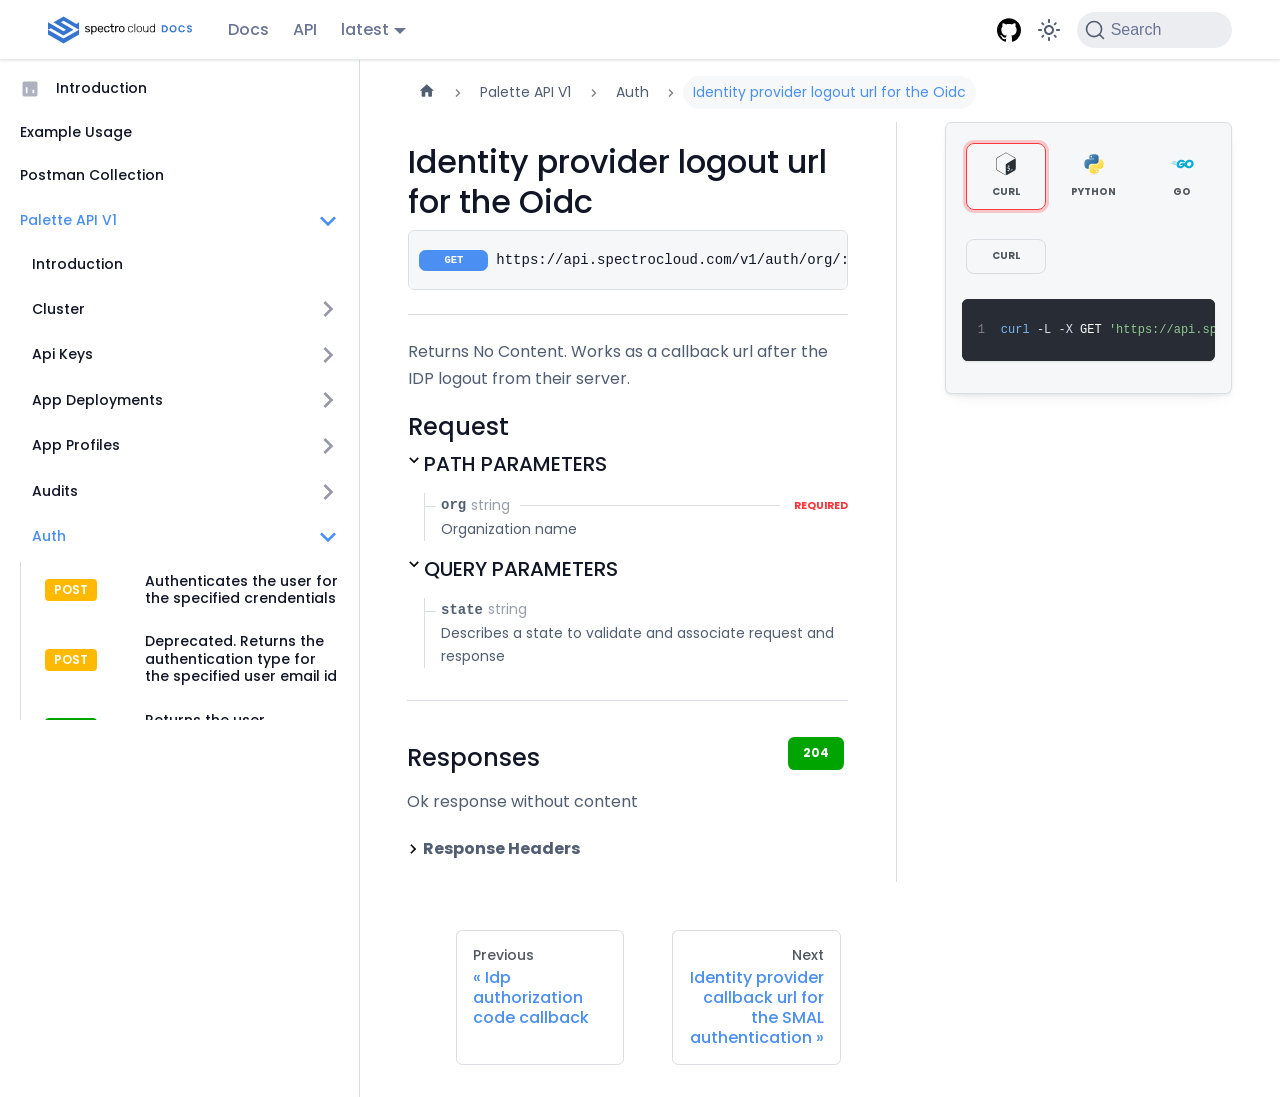 spectro cloud DOCS
Docs
API
latest
Search
Introduction
Example Usage
Postman Collection
Palette API V1
Introduction
Cluster
Api Keys
App Deployments
App Profiles
Audits
Auth
POST
Authenticates the user for
the specified crendentials
POST
Deprecated. Returns the
authentication type for
the specified user email id
Returns the user
Palette API V1
Auth
Identity provider logout url for the Oidc
Identity provider logout url
for the Oidc
GET https://api.spectrocloud.com/v1/auth/org/:
Returns No Content. Works as a callback url after the
IDP logout from their server.
Request
PATH PARAMETERS
org string REQUIRED
Organization name
QUERY PARAMETERS
state string
Describes a state to validate and associate request and
response
Responses
204
Ok response without content
Response Headers
Previous
« Idp
authorization
code callback
Next
Identity provider
callback url for
the SMAL
authentication »
CURL
PYTHON
GO
CURL
1 curl -L -X GET 'https://api.sp